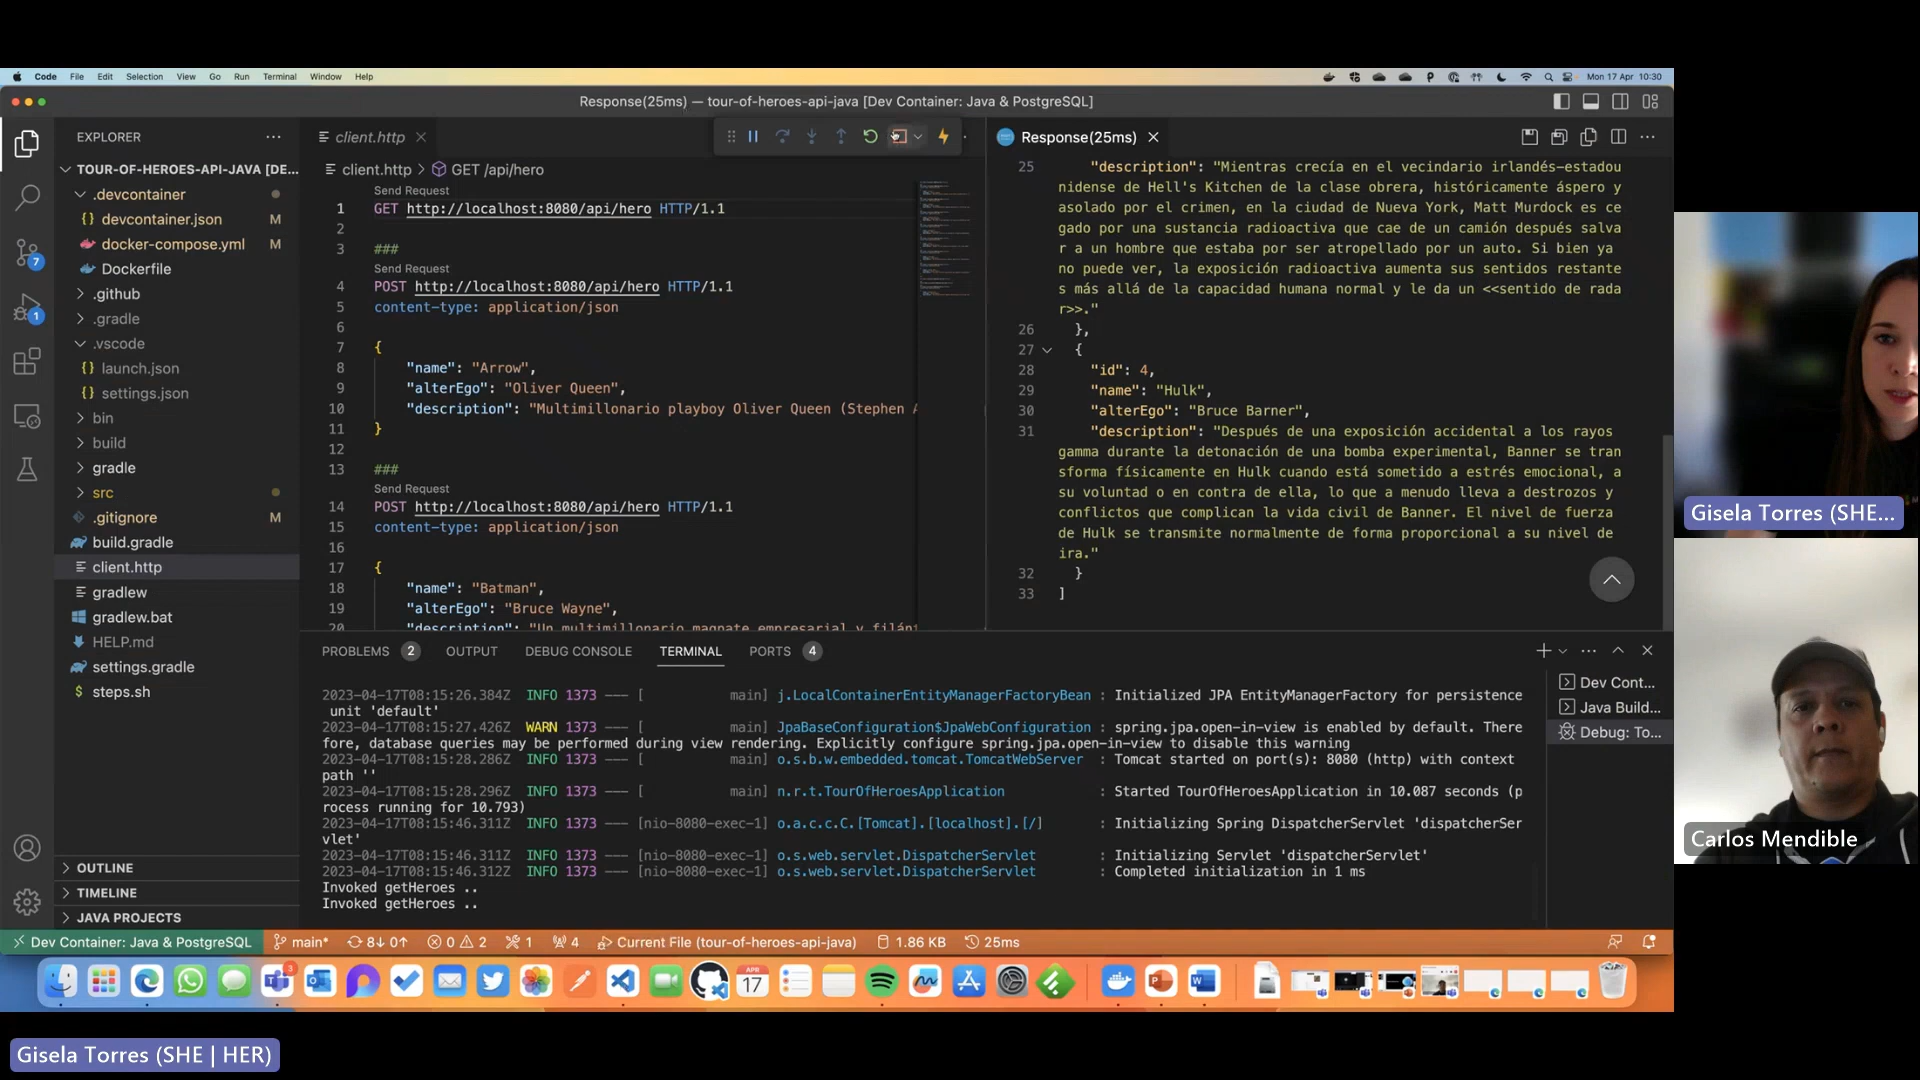 Code File Edit Selection View Go Run Terminal Window Help
Mon 17 Apr 10:30
Response(25ms) — tour-of-heroes-api-java [Dev Container: Java & PostgreSQL]
EXPLORER
TOUR-OF-HEROES-API-JAVA [DE...
.devcontainer
devcontainer.json M
docker-compose.yml M
Dockerfile
.github
.gradle
.vscode
launch.json
settings.json
bin
build
gradle
src
.gitignore M
build.gradle
client.http
gradlew
gradlew.bat
HELP.md
settings.gradle
steps.sh
OUTLINE
TIMELINE
JAVA PROJECTS
7
1
client.http
client.http > GET /api/hero
Send Request
1 GET http://localhost:8080/api/hero HTTP/1.1
2
3 ###
Send Request
4 POST http://localhost:8080/api/hero HTTP/1.1
5 content-type: application/json
6
7 {
8 "name": "Arrow",
9 "alterEgo": "Oliver Queen",
10 "description": "Multimillonario playboy Oliver Queen (Stephen A
11 }
12
13 ###
Send Request
14 POST http://localhost:8080/api/hero HTTP/1.1
15 content-type: application/json
16
17 {
18 "name": "Batman",
19 "alterEgo": "Bruce Wayne",
20 "description": "Un multimillonario magnate empresarial y filánt
Response(25ms)
25 "description": "Mientras crecía en el vecindario irlandés-estadou
nidense de Hell's Kitchen de la clase obrera, históricamente áspero y
asolado por el crimen, en la ciudad de Nueva York, Matt Murdock es ce
gado por una sustancia radioactiva que cae de un camión después salva
r a un hombre que estaba por ser atropellado por un auto. Si bien ya
no puede ver, la exposición radioactiva aumenta sus sentidos restante
s más allá de la capacidad humana normal y le da un <<sentido de rada
r>>."
26 },
27 {
28 "id": 4,
29 "name": "Hulk",
30 "alterEgo": "Bruce Barner",
31 "description": "Después de una exposición accidental a los rayos
gamma durante la detonación de una bomba experimental, Banner se tran
sforma físicamente en Hulk cuando está sometido a estrés emocional, a
su voluntad o en contra de ella, lo que a menudo lleva a destrozos y
conflictos que complican la vida civil de Banner. El nivel de fuerza
de Hulk se transmite normalmente de forma proporcional a su nivel de
ira."
32 }
33 ]
PROBLEMS 2 OUTPUT DEBUG CONSOLE TERMINAL PORTS 4
2023-04-17T08:15:26.384Z INFO 1373 --- [ main] j.LocalContainerEntityManagerFactoryBean : Initialized JPA EntityManagerFactory for persistence
unit 'default'
2023-04-17T08:15:27.426Z WARN 1373 --- [ main] JpaBaseConfiguration$JpaWebConfiguration : spring.jpa.open-in-view is enabled by default. There
fore, database queries may be performed during view rendering. Explicitly configure spring.jpa.open-in-view to disable this warning
2023-04-17T08:15:28.286Z INFO 1373 --- [ main] o.s.b.w.embedded.tomcat.TomcatWebServer : Tomcat started on port(s): 8080 (http) with context
path ''
2023-04-17T08:15:28.296Z INFO 1373 --- [ main] n.r.t.TourOfHeroesApplication : Started TourOfHeroesApplication in 10.087 seconds (p
rocess running for 10.793)
2023-04-17T08:15:46.311Z INFO 1373 --- [nio-8080-exec-1] o.a.c.c.C.[Tomcat].[localhost].[/] : Initializing Spring DispatcherServlet 'dispatcherSer
vlet'
2023-04-17T08:15:46.311Z INFO 1373 --- [nio-8080-exec-1] o.s.web.servlet.DispatcherServlet : Initializing Servlet 'dispatcherServlet'
2023-04-17T08:15:46.312Z INFO 1373 --- [nio-8080-exec-1] o.s.web.servlet.DispatcherServlet : Completed initialization in 1 ms
Invoked getHeroes ..
Invoked getHeroes ..
Dev Cont...
Java Build...
Debug: To...
Dev Container: Java & PostgreSQL main* 8↓ 0↑ 0 2 1 4 Current File (tour-of-heroes-api-java) 1.86 KB 25ms
3
APR
17
Gisela Torres (SHE...
Carlos Mendible
Gisela Torres (SHE | HER)